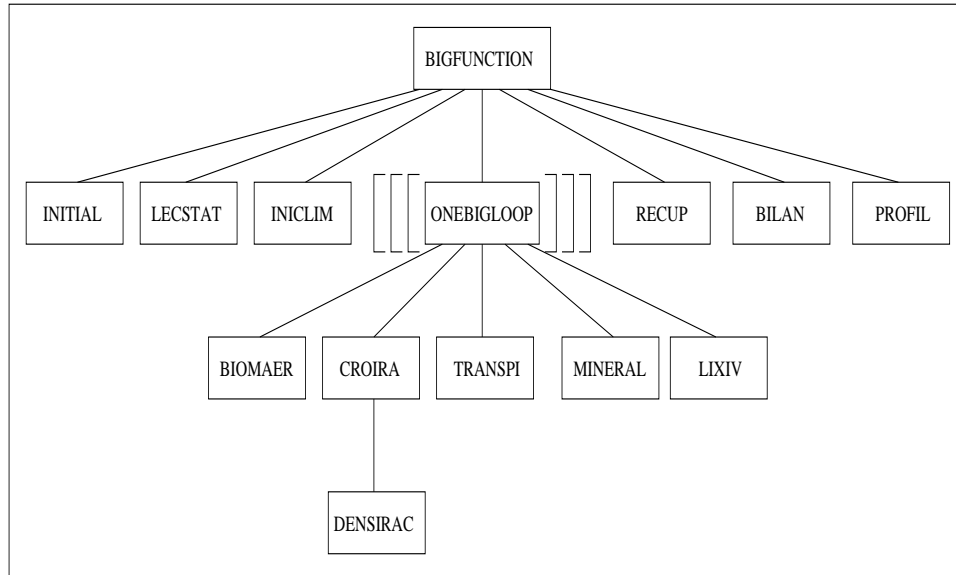 BIGFUNCTION
INITIAL LECSTAT INICLIM ONEBIGLOOP RECUP BILAN PROFIL
BIOMAER CROIRA TRANSPI MINERAL LIXIV
DENSIRAC